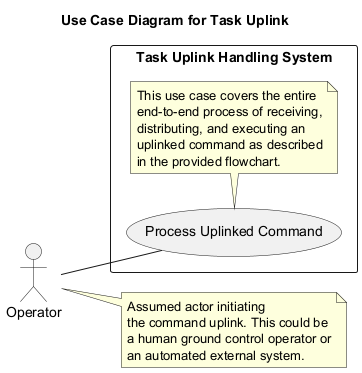 Use Case Diagram for Task Uplink
Task Uplink Handling System
This use case covers the entire
end-to-end process of receiving,
distributing, and executing an
uplinked command as described
in the provided flowchart.
Process Uplinked Command
Operator
Assumed actor initiating
the command uplink. This could be
a human ground control operator or
an automated external system.